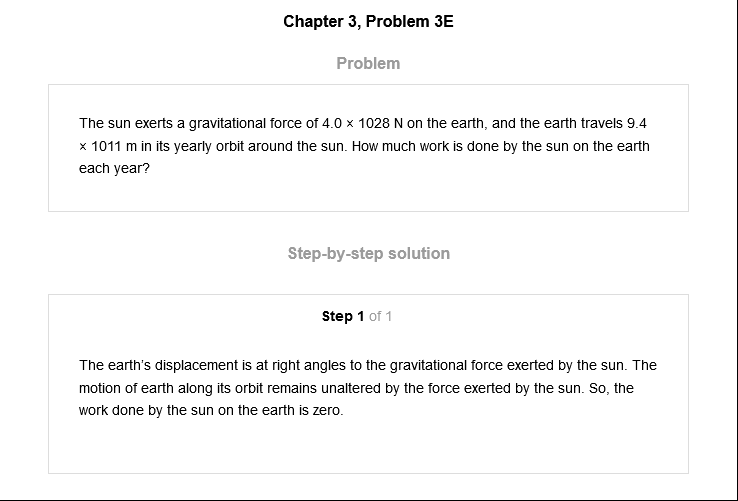 Chapter 3, Problem 3E
Problem
The sun exerts a gravitational force of 4.0 × 1028 N on the earth, and the earth travels 9.4
× 1011 m in its yearly orbit around the sun. How much work is done by the sun on the earth
each year?
Step-by-step solution
Step 1 of 1
The earth's displacement is at right angles to the gravitational force exerted by the sun. The
motion of earth along its orbit remains unaltered by the force exerted by the sun. So, the
work done by the sun on the earth is zero.